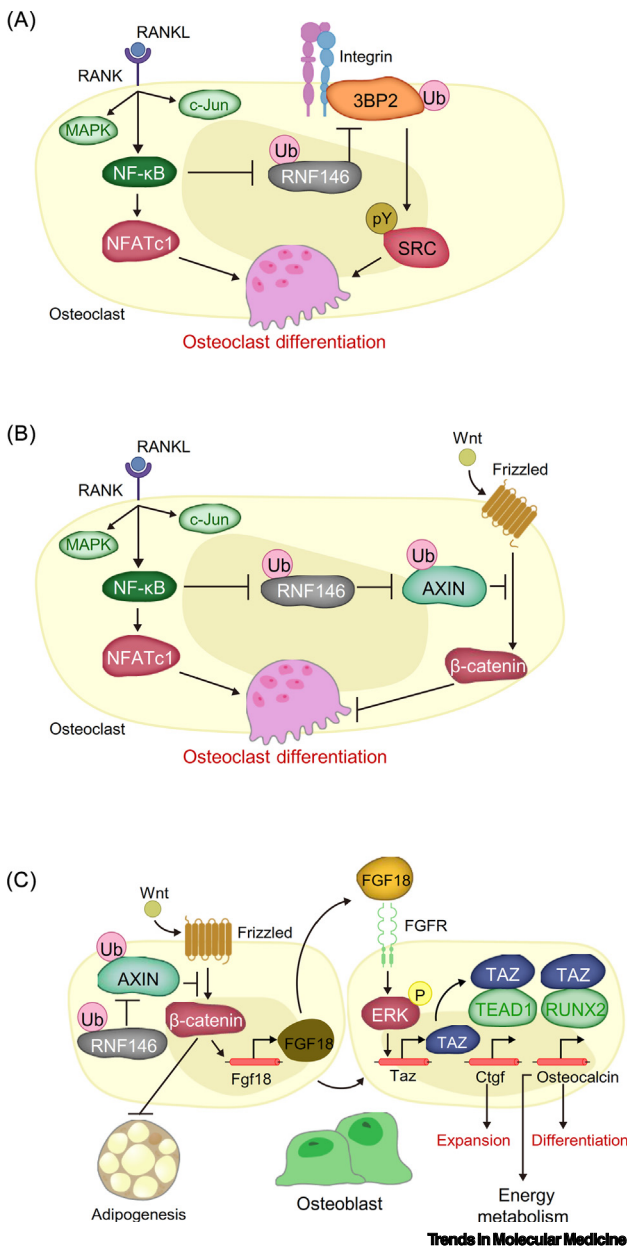 (A)
RANKL
RANK
Integrin
MAPK
c-Jun
3BP2
Ub
NF-κB
Ub
RNF146
NFATc1
pY
SRC
Osteoclast
Osteoclast differentiation
(B)
RANKL
RANK
Wnt
Frizzled
MAPK
c-Jun
NF-κB
Ub
RNF146
Ub
AXIN
NFATc1
β-catenin
Osteoclast
Osteoclast differentiation
(C)
Wnt
Frizzled
Ub
AXIN
Ub
RNF146
β-catenin
Fgf18
FGF18
Adipogenesis
FGF18
FGFR
P
ERK
Taz
TAZ
TAZ
TEAD1
TAZ
RUNX2
Ctgf
Osteocalcin
Expansion
Differentiation
Osteoblast
Energy
metabolism
Trends in Molecular Medicine